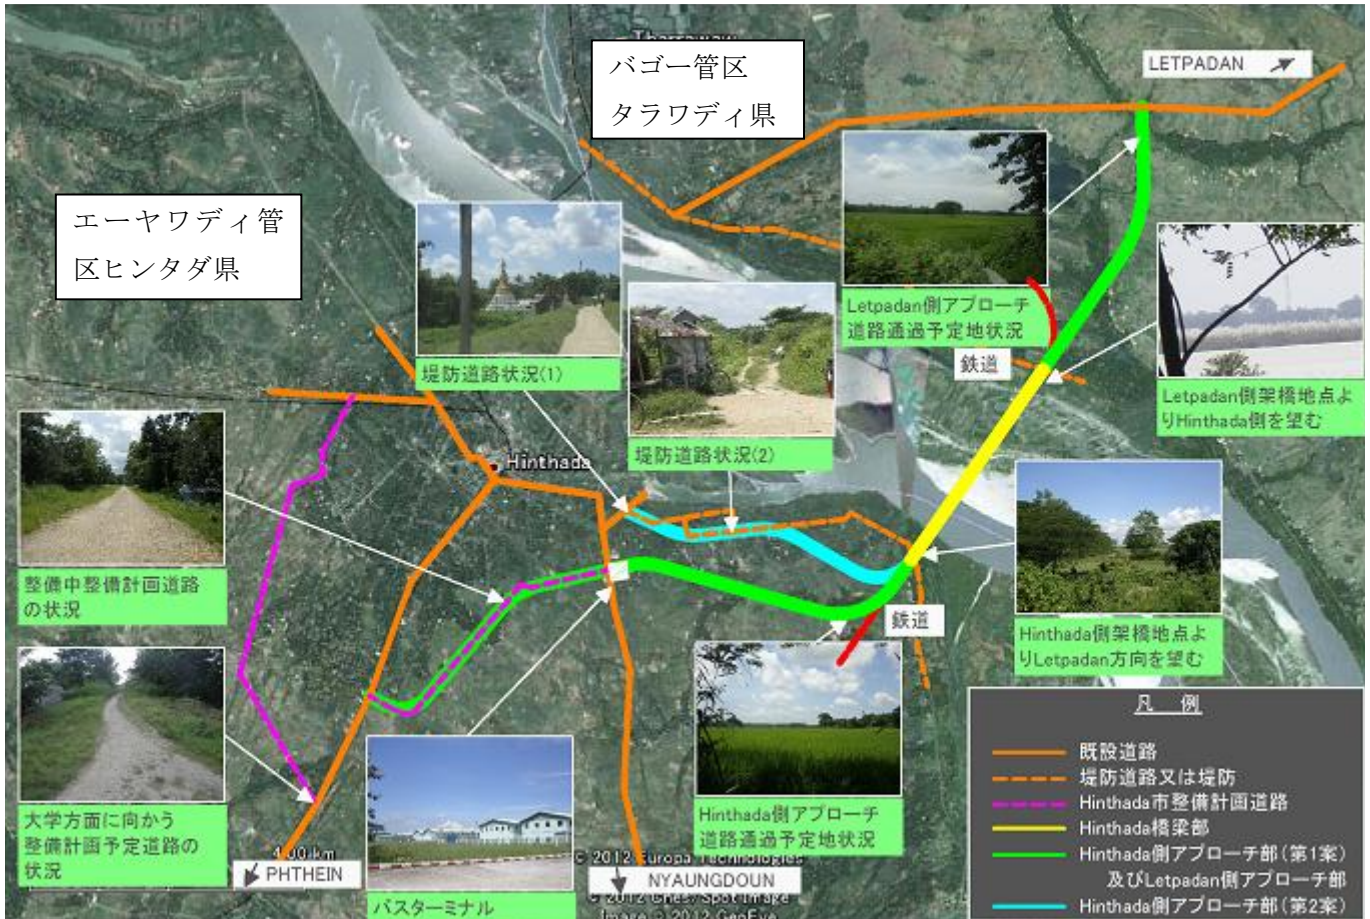 Tharrawaw
バゴー管区
タラワディ県
LETPADAN
エーヤワディ管
区ヒンタダ県
堤防道路状況(1)
堤防道路状況(2)
Letpadan側アプローチ
道路通過予定地状況
鉄道
Letpadan側架橋地点よ
りHinthada側を望む
Hinthada
整備中整備計画道路
の状況
鉄道
Hinthada側架橋地点よ
りLetpadan方向を望む
大学方面に向かう
整備計画予定道路の
状況
Hinthada側アプローチ
道路通過予定地状況
バスターミナル
4.00 km
PHTHEIN
NYAUNGDOUN
© 2012 Europa Technologies
© 2012 Cnes/Spot Image
Image © 2012 GeoEye
凡 例
既設道路
堤防道路又は堤防
Hinthada市整備計画道路
Hinthada橋梁部
Hinthada側アプローチ部(第1案)
及びLetpadan側アプローチ部
Hinthada側アプローチ部(第2案)